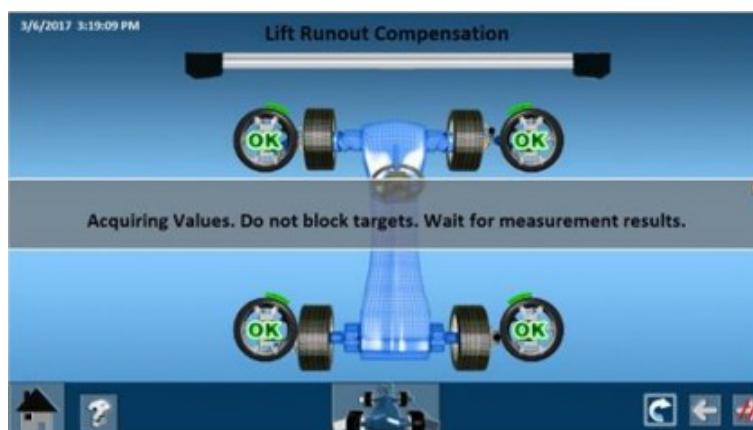 3/6/2017 3:19:09 PM
Lift Runout Compensation
OK
OK
Acquiring Values. Do not block targets. Wait for measurement results.
OK
OK